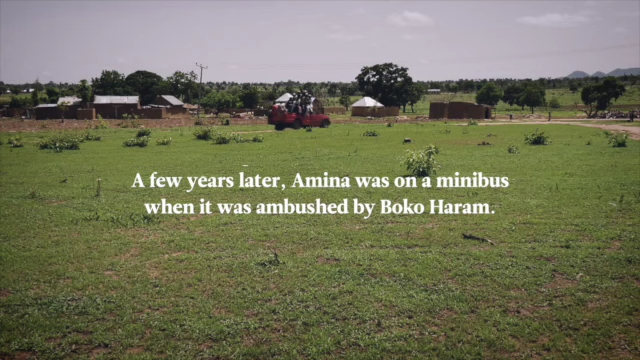 A few years later, Amina was on a minibus
when it was ambushed by Boko Haram.